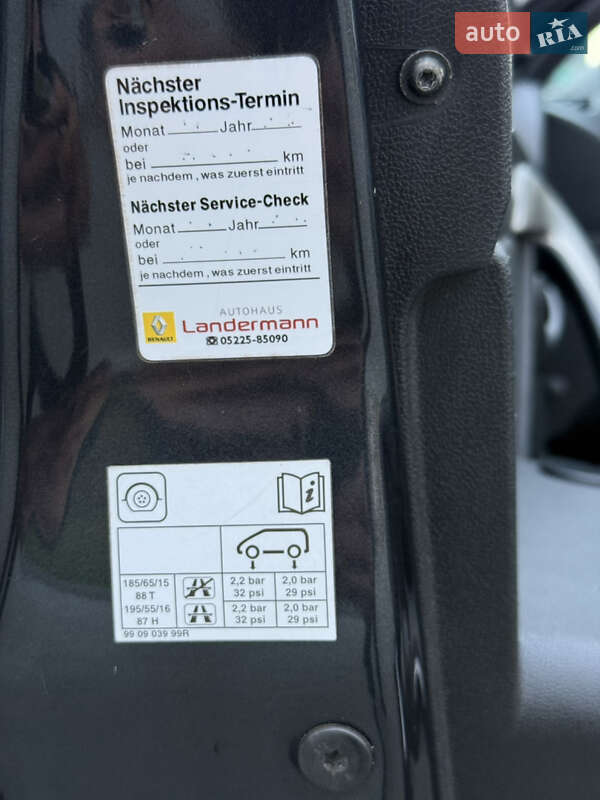 auto RIA .com
Nächster
Inspektions-Termin
Monat Jahr
oder
bei km
je nachdem , was zuerst eintritt
Nächster Service-Check
Monat Jahr
oder
bei km
je nachdem , was zuerst eintritt
AUTOHAUS
RENAULT Landermann
☎ 05225-85090
i
185/65/15 2,2 bar 2,0 bar
88 T 32 psi 29 psi
195/55/16 2,2 bar 2,0 bar
87 H 32 psi 29 psi
99 09 039 99R